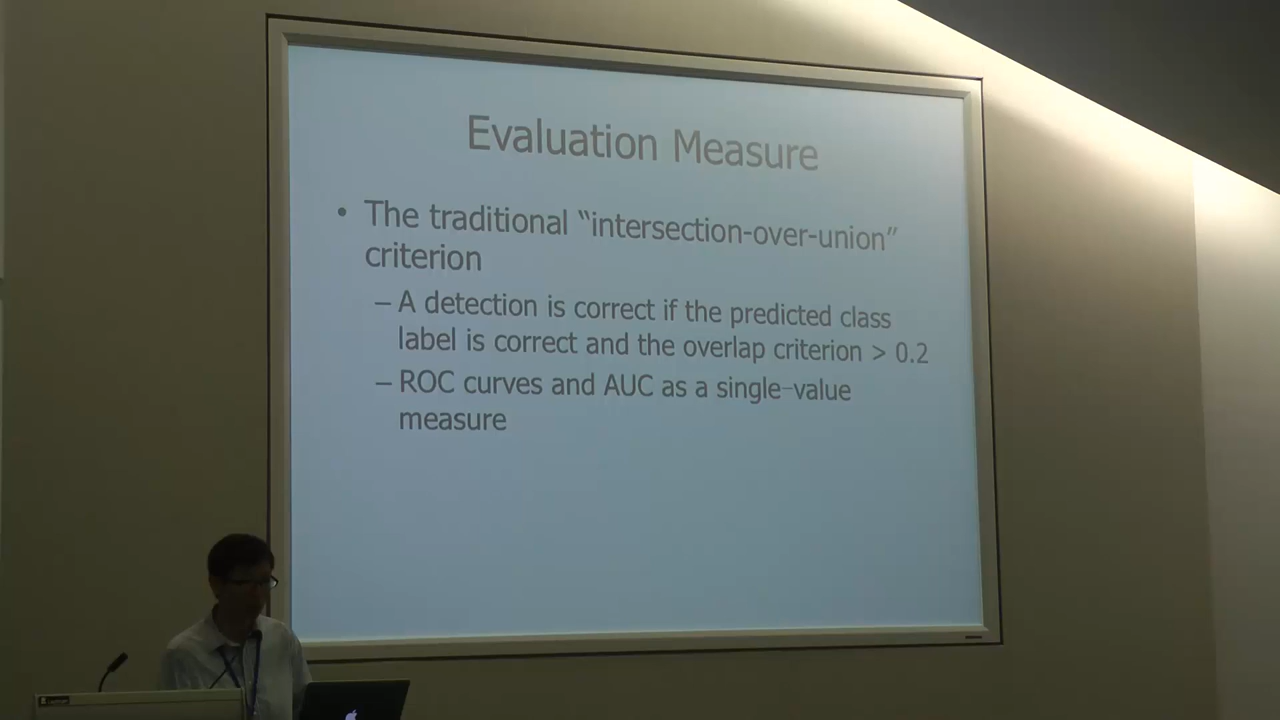 Evaluation Measure
• The traditional “intersection-over-union”
criterion
– A detection is correct if the predicted class
label is correct and the overlap criterion > 0.2
– ROC curves and AUC as a single-value
measure